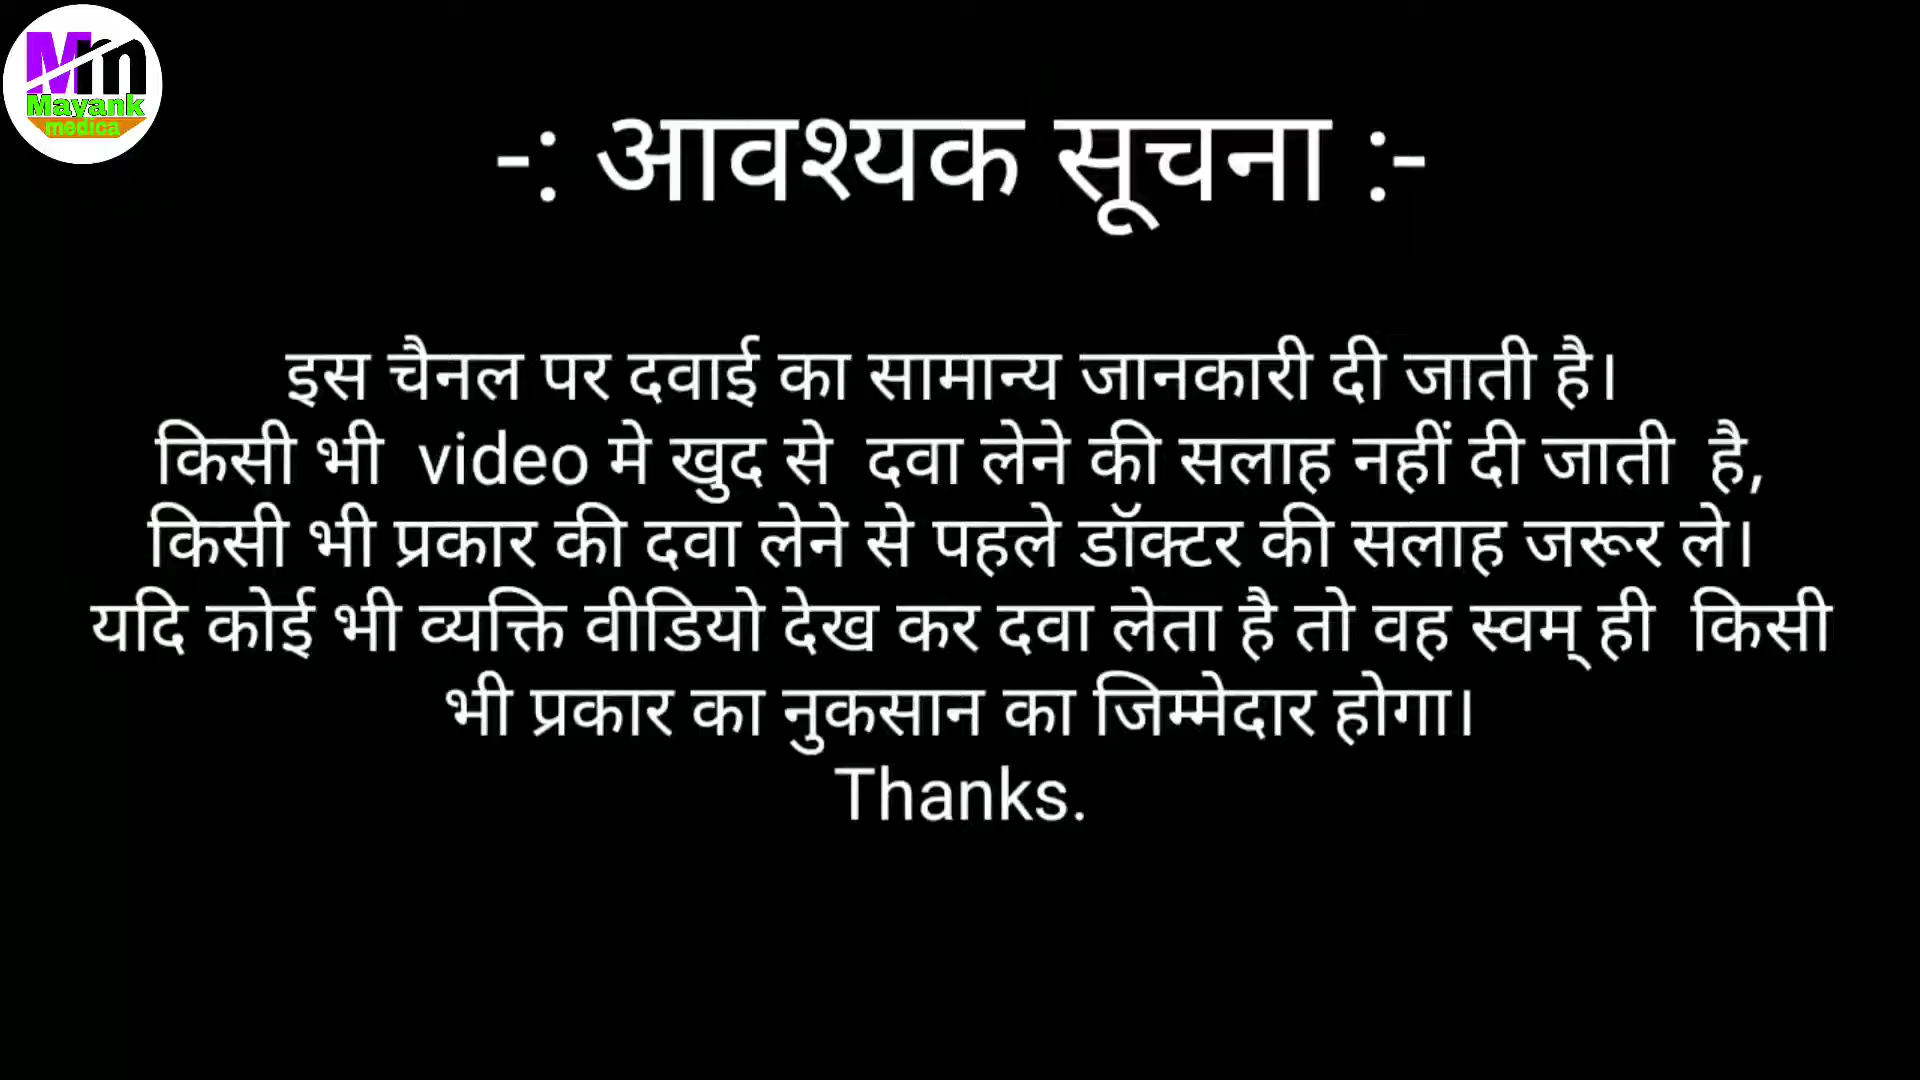 Mm
Mayank
medica
-: आवश्यक सूचना :-
इस चैनल पर दवाई का सामान्य जानकारी दी जाती है।
किसी भी video मे खुद से दवा लेने की सलाह नहीं दी जाती है,
किसी भी प्रकार की दवा लेने से पहले डॉक्टर की सलाह जरूर ले।
यदि कोई भी व्यक्ति वीडियो देख कर दवा लेता है तो वह स्वम् ही किसी
भी प्रकार का नुकसान का जिम्मेदार होगा।
Thanks.